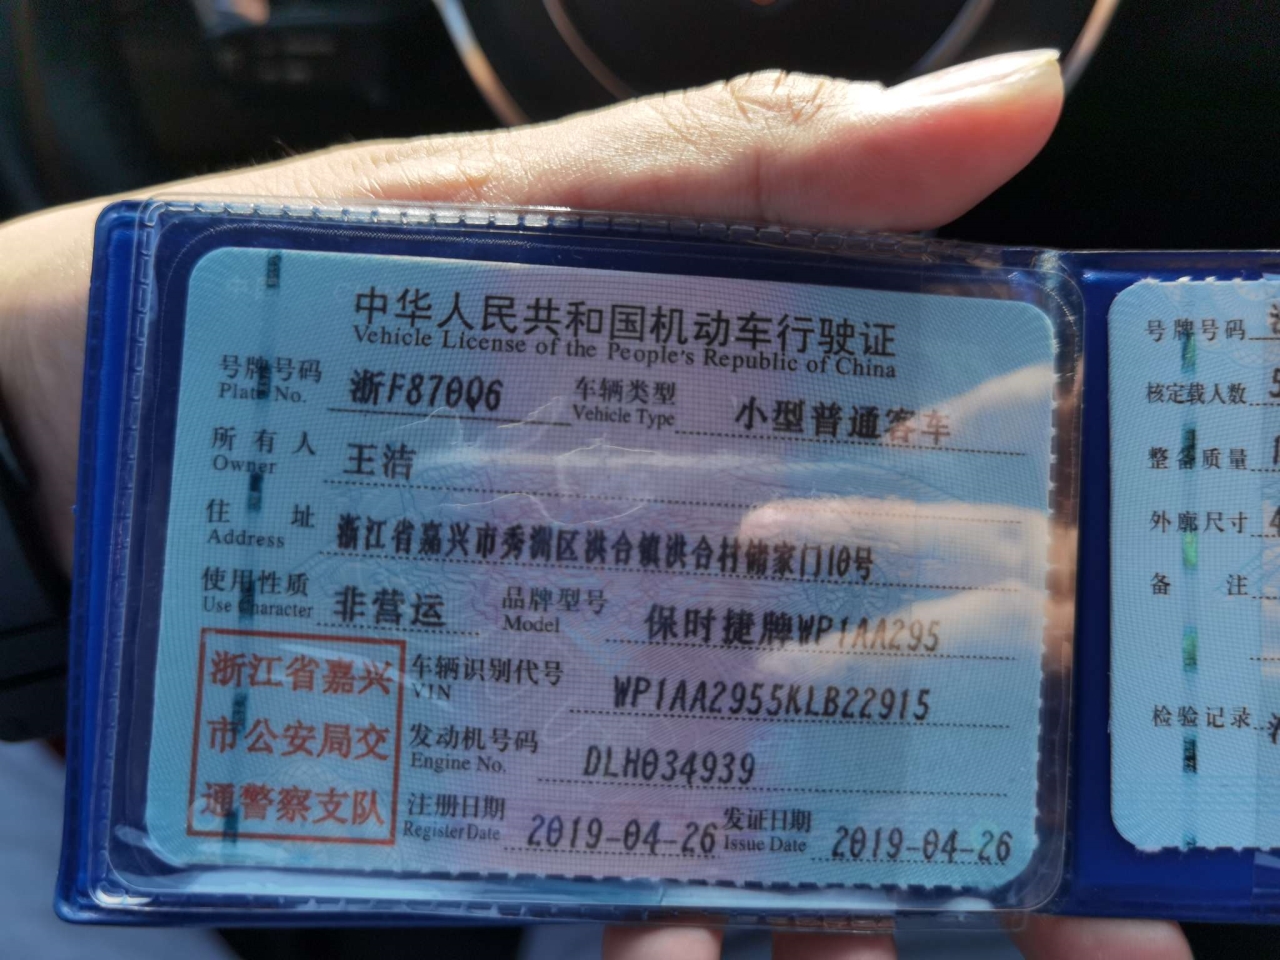 中华人民共和国机动车行驶证
Vehicle License of the People's Republic of China
号牌号码 浙F870Q6 车辆类型 小型普通客车
Plate No. Vehicle Type
所有人 王洁
Owner
住址 浙江省嘉兴市秀洲区洪合镇洪合村储家门10号
Address
使用性质 非营运 品牌型号 保时捷牌WP1AA295
Use Character Model
浙江省嘉兴
市公安局交
通警察支队
车辆识别代号 WP1AA2955KLB22915
VIN
发动机号码 DLH034939
Engine No.
注册日期 2019-04-26 发证日期 2019-04-26
Register Date Issue Date
号牌号码
核定载人数 5
整备质量
外廓尺寸
备注
检验记录